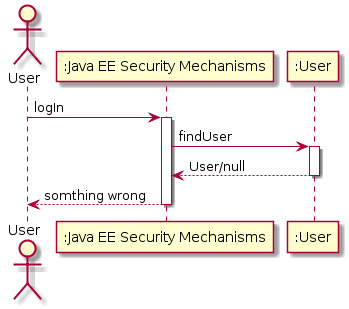 User
:Java EE Security Mechanisms
:User
logIn
findUser
User/null
somthing wrong
User
:Java EE Security Mechanisms
:User